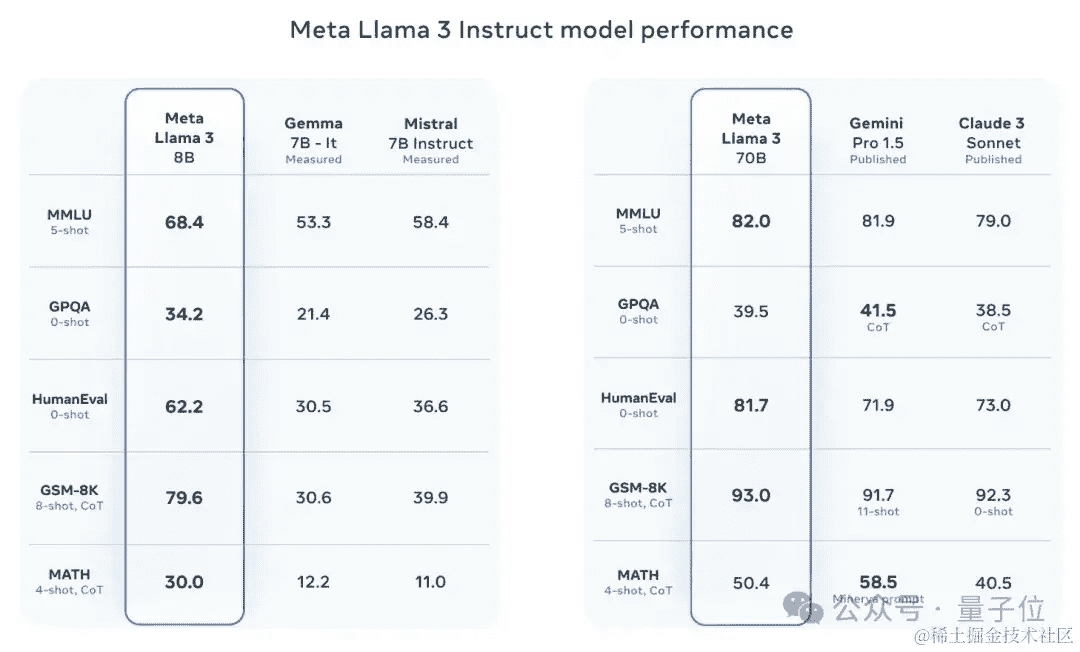 Meta Llama 3 Instruct model performance
Meta
Llama 3
8B
Gemma
7B - It
Measured
Mistral
7B Instruct
Measured
MMLU
5-shot
68.4
53.3
58.4
GPQA
0-shot
34.2
21.4
26.3
HumanEval
0-shot
62.2
30.5
36.6
GSM-8K
8-shot, CoT
79.6
30.6
39.9
MATH
4-shot, CoT
30.0
12.2
11.0
Meta
Llama 3
70B
Gemini
Pro 1.5
Published
Claude 3
Sonnet
Published
MMLU
5-shot
82.0
81.9
79.0
GPQA
0-shot
39.5
41.5
CoT
38.5
CoT
HumanEval
0-shot
81.7
71.9
73.0
GSM-8K
8-shot, CoT
93.0
91.7
11-shot
92.3
0-shot
MATH
4-shot, CoT
50.4
58.5
Minerva prompt
40.5
公众号 · 量子位
@稀土掘金技术社区